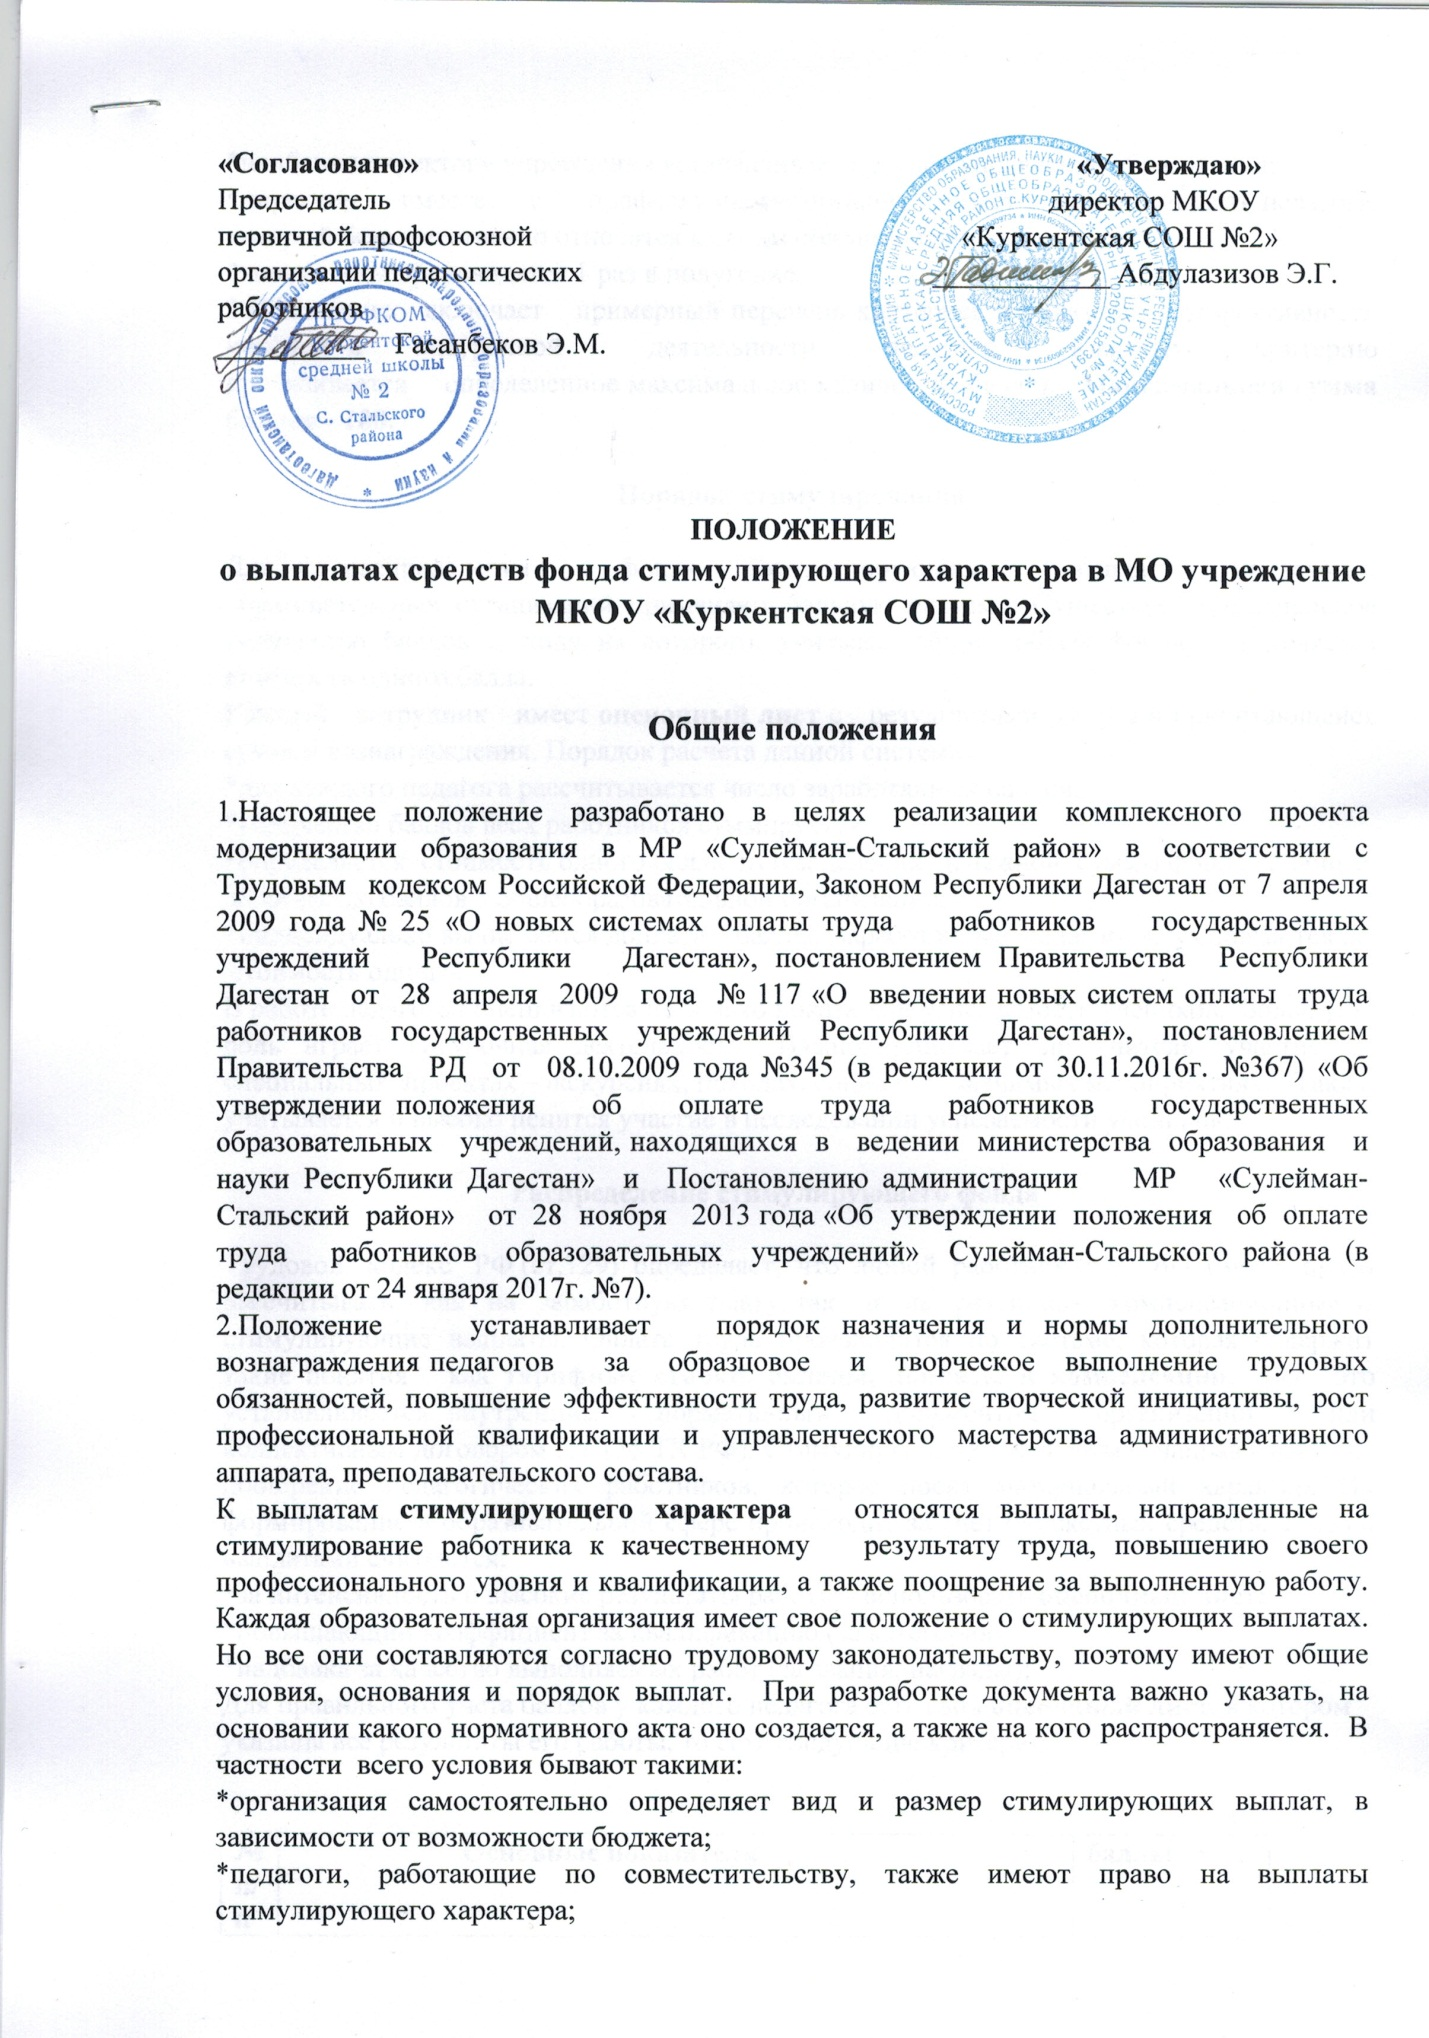 «Согласовано»
Председатель
первичной профсоюзной
организации педагогических
работников
Гасанбеков Э.М.
ПРОФКОМ
Куркентской
средней школы
№ 2
С. Стальского
района
«Утверждаю»
директор МКОУ
«Куркентская СОШ №2»
Абдулазизов Э.Г.
ПОЛОЖЕНИЕ
о выплатах средств фонда стимулирующего характера в МО учреждение
МКОУ «Куркентская СОШ №2»
Общие положения
1.Настоящее положение разработано в целях реализации комплексного проекта
модернизации образования в МР «Сулейман-Стальский район» в соответствии с
Трудовым кодексом Российской Федерации, Законом Республики Дагестан от 7 апреля
2009 года № 25 «О новых системах оплаты труда работников государственных
учреждений Республики Дагестан», постановлением Правительства Республики
Дагестан от 28 апреля 2009 года № 117 «О введении новых систем оплаты труда
работников государственных учреждений Республики Дагестан», постановлением
Правительства РД от 08.10.2009 года №345 (в редакции от 30.11.2016г. №367) «Об
утверждении положения об оплате труда работников государственных
образовательных учреждений, находящихся в ведении министерства образования и
науки Республики Дагестан» и Постановлению администрации МР «Сулейман-
Стальский район» от 28 ноября 2013 года «Об утверждении положения об оплате
труда работников образовательных учреждений» Сулейман-Стальского района (в
редакции от 24 января 2017г. №7).
2.Положение устанавливает порядок назначения и нормы дополнительного
вознаграждения педагогов за образцовое и творческое выполнение трудовых
обязанностей, повышение эффективности труда, развитие творческой инициативы, рост
профессиональной квалификации и управленческого мастерства административного
аппарата, преподавательского состава.
К выплатам стимулирующего характера относятся выплаты, направленные на
стимулирование работника к качественному результату труда, повышению своего
профессионального уровня и квалификации, а также поощрение за выполненную работу.
Каждая образовательная организация имеет свое положение о стимулирующих выплатах.
Но все они составляются согласно трудовому законодательству, поэтому имеют общие
условия, основания и порядок выплат. При разработке документа важно указать, на
основании какого нормативного акта оно создается, а также на кого распространяется. В
частности всего условия бывают такими:
*организация самостоятельно определяет вид и размер стимулирующих выплат, в
зависимости от возможности бюджета;
*педагоги, работающие по совместительству, также имеют право на выплаты
стимулирующего характера;